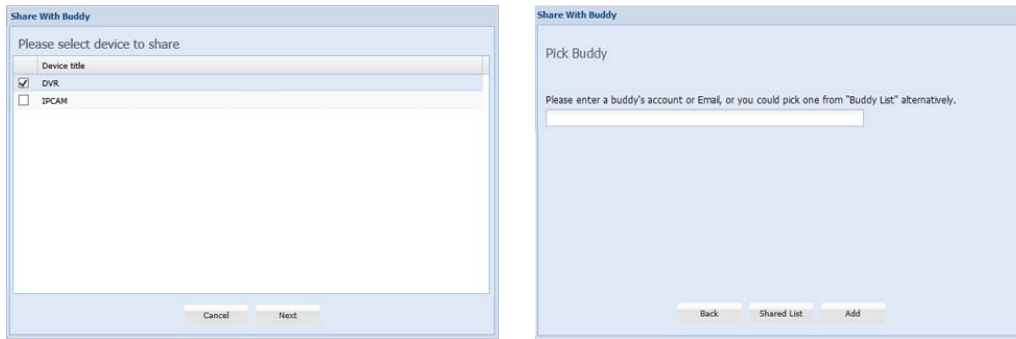 Share With Buddy
Please select device to share
Device title
DVR
IPCAM
Cancel Next
Share With Buddy
Pick Buddy
Please enter a buddy's account or Email, or you could pick one from "Buddy List" alternatively.
Back Shared List Add